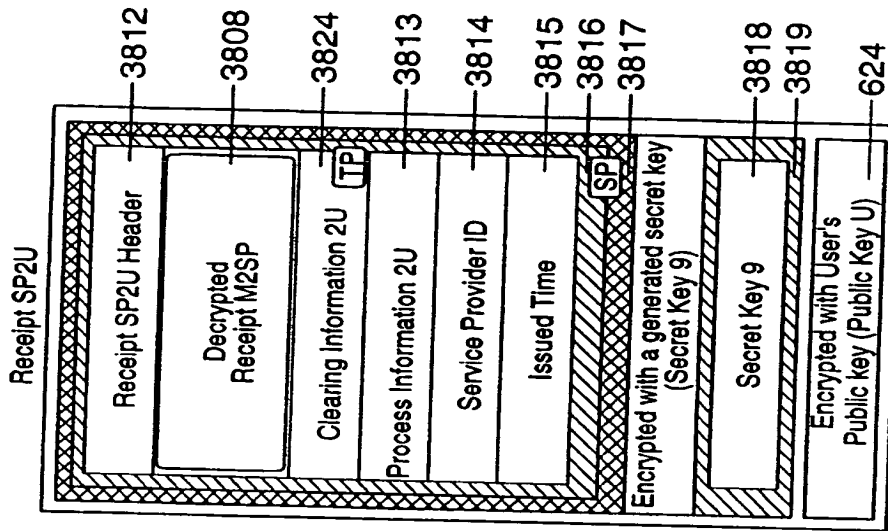 Receipt SP2U
Receipt SP2U Header
3812
Decrypted
Receipt M2SP
3808
Clearing Information 2U
TP
3824
Process Information 2U
3813
Service Provider ID
3814
Issued Time
3815
3816
SP
3817
Encrypted with a generated secret key
(Secret Key 9)
Secret Key 9
3818
3819
Encrypted with User's
Public key (Public Key U)
624